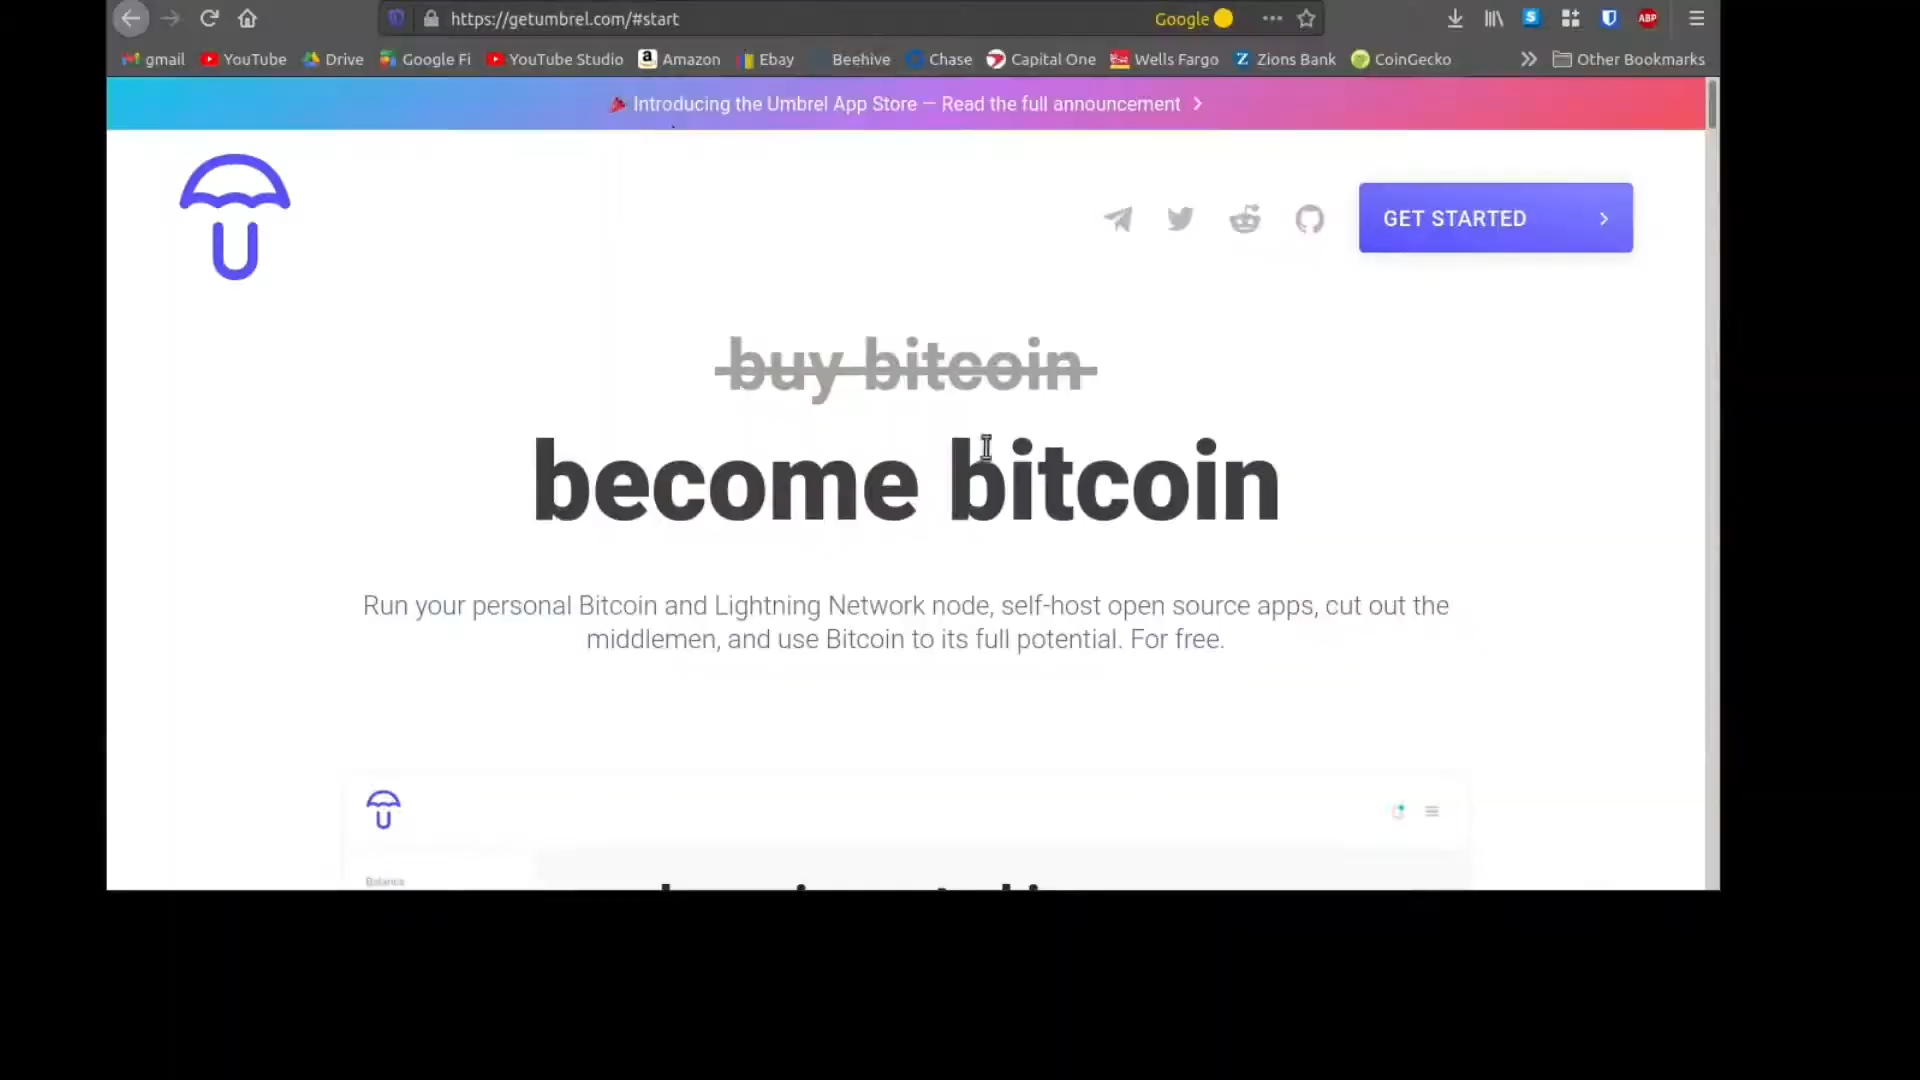 https://getumbrel.com/#start Google
gmail YouTube Drive Google Fi YouTube Studio Amazon Ebay Beehive Chase Capital One Wells Fargo Zions Bank CoinGecko Other Bookmarks
Introducing the Umbrel App Store — Read the full announcement
GET STARTED
buy bitcoin
become bitcoin
Run your personal Bitcoin and Lightning Network node, self-host open source apps, cut out the
middlemen, and use Bitcoin to its full potential. For free.
Balance